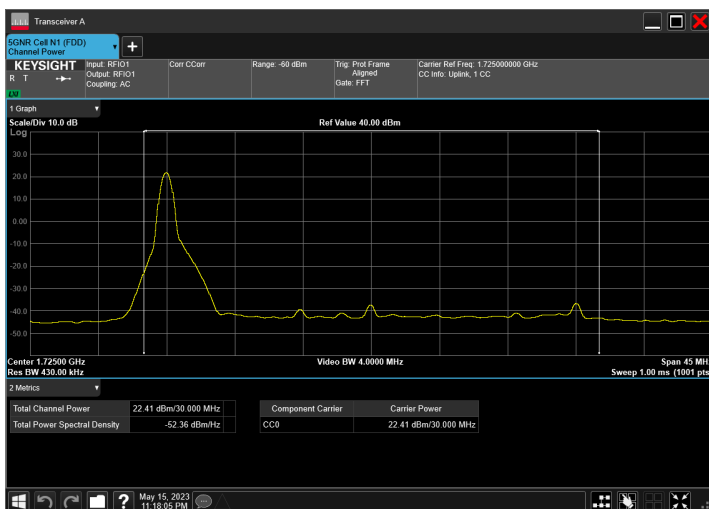 Transceiver A
5GNR Cell N1 (FDD)
Channel Power
KEYSIGHT
R T
LXI
Input: RFIO1
Output: RFIO1
Coupling: AC
Corr CCorr
Range: -60 dBm
Trig: Prot Frame
Aligned
Gate: FFT
Carrier Ref Freq: 1.725000000 GHz
CC Info: Uplink, 1 CC
1 Graph
Scale/Div 10.0 dB
Ref Value 40.00 dBm
Log
30.0
20.0
10.0
0.00
-10.0
-20.0
-30.0
-40.0
-50.0
Center 1.72500 GHz
Video BW 4.0000 MHz
Span 45 MHz
Res BW 430.00 kHz
Sweep 1.00 ms (1001 pts
2 Metrics
Total Channel Power 22.41 dBm/30.000 MHz
Total Power Spectral Density -52.36 dBm/Hz
Component Carrier Carrier Power
CC0 22.41 dBm/30.000 MHz
May 15, 2023
11:18:05 PM